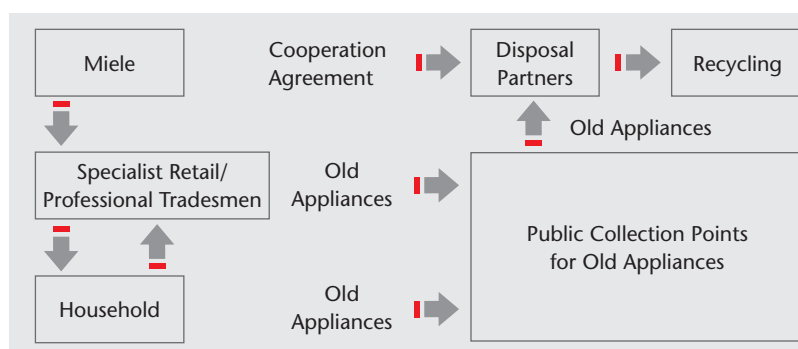 Miele
Cooperation
Agreement
Disposal
Partners
Recycling
Old Appliances
Specialist Retail/
Professional Tradesmen
Old
Appliances
Public Collection Points
for Old Appliances
Household
Old
Appliances